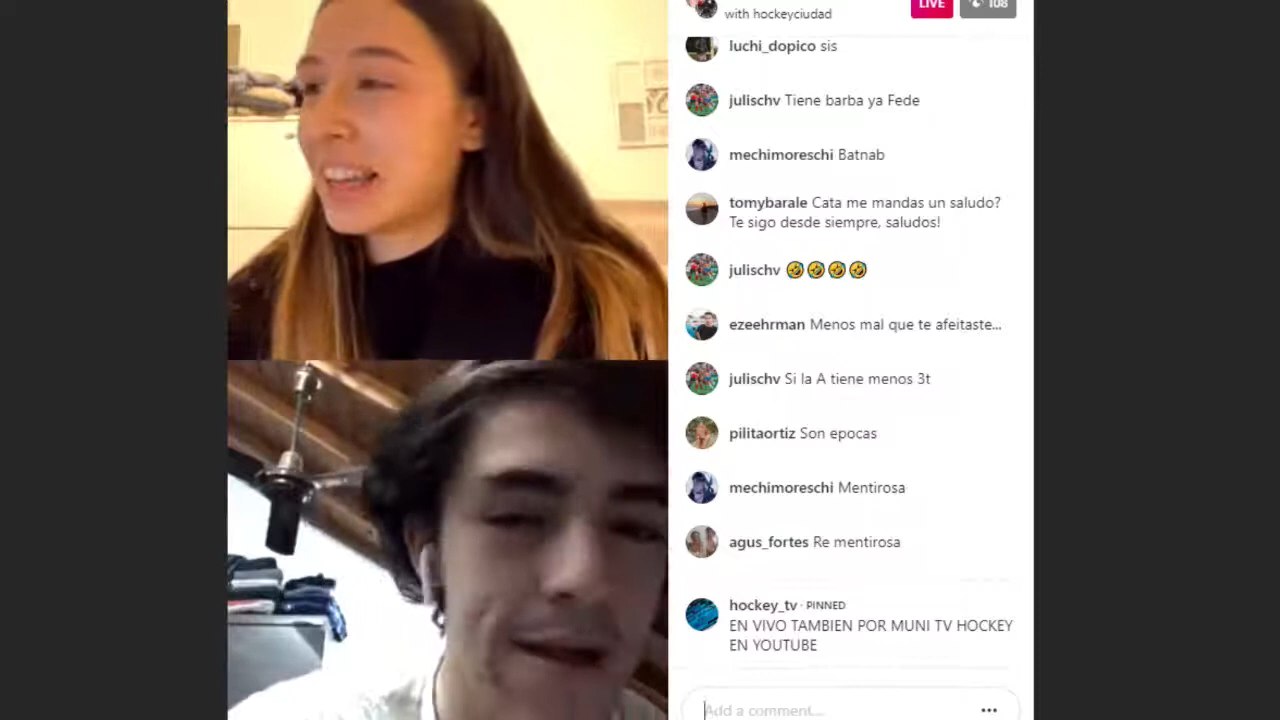 with hockeyciudad
LIVE
108
luchi_dopico sis
julischv Tiene barba ya Fede
mechimoreschi Batnab
tomybarale Cata me mandas un saludo?
Te sigo desde siempre, saludos!
julischv 🤣🤣🤣🤣
ezeehrman Menos mal que te afeitaste...
julischv Si la A tiene menos 3t
pilitaortiz Son epocas
mechimoreschi Mentirosa
agus_fortes Re mentirosa
hockey_tv · PINNED
EN VIVO TAMBIEN POR MUNI TV HOCKEY
EN YOUTUBE
Add a comment...